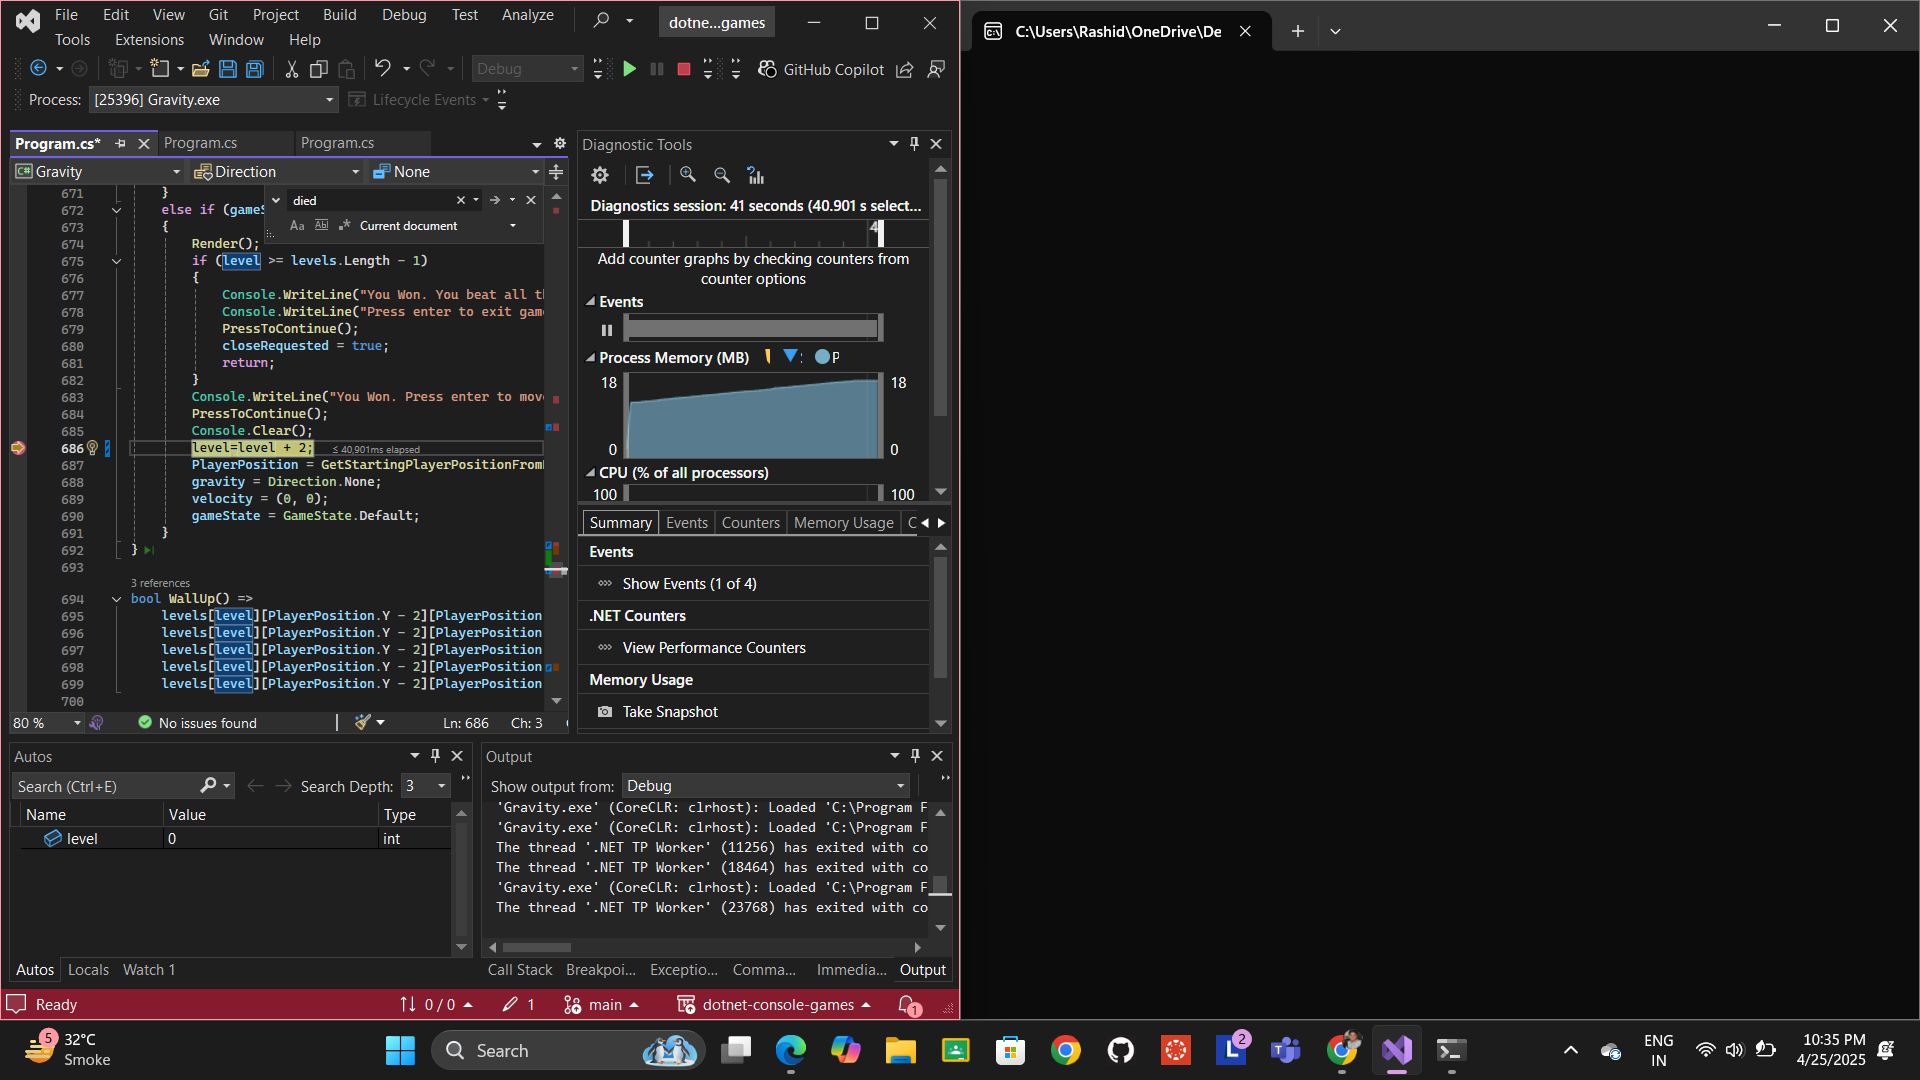 File Edit View Git Project Build Debug Test Analyze
dotne...games
Tools Extensions Window Help
Debug
GitHub Copilot
Process: [25396] Gravity.exe
Lifecycle Events
Program.cs* Program.cs Program.cs
C# Gravity Direction None
died
Aa Ab Current document
671 }
672 else if (gameS
673 {
674 Render();
675 if (level >= levels.Length - 1)
676 {
677 Console.WriteLine("You Won. You beat all th
678 Console.WriteLine("Press enter to exit gam
679 PressToContinue();
680 closeRequested = true;
681 return;
682 }
683 Console.WriteLine("You Won. Press enter to mov
684 PressToContinue();
685 Console.Clear();
686 level=level + 2; ≤ 40,901ms elapsed
687 PlayerPosition = GetStartingPlayerPositionFrom
688 gravity = Direction.None;
689 velocity = (0, 0);
690 gameState = GameState.Default;
691 }
692 }
693
3 references
694 bool WallUp() =>
695 levels[level][PlayerPosition.Y - 2][PlayerPosition
696 levels[level][PlayerPosition.Y - 2][PlayerPosition
697 levels[level][PlayerPosition.Y - 2][PlayerPosition
698 levels[level][PlayerPosition.Y - 2][PlayerPosition
699 levels[level][PlayerPosition.Y - 2][PlayerPosition
700
80 % No issues found Ln: 686 Ch: 3
Diagnostic Tools
Diagnostics session: 41 seconds (40.901 s select...
4
Add counter graphs by checking counters from
counter options
Events
Process Memory (MB) P
18 18
0 0
CPU (% of all processors)
100 100
Summary Events Counters Memory Usage C
Events
Show Events (1 of 4)
.NET Counters
View Performance Counters
Memory Usage
Take Snapshot
Autos
Search (Ctrl+E) Search Depth: 3
Name Value Type
level 0 int
Autos Locals Watch 1
Output
Show output from: Debug
'Gravity.exe' (CoreCLR: clrhost): Loaded 'C:\Program F
'Gravity.exe' (CoreCLR: clrhost): Loaded 'C:\Program F
The thread '.NET TP Worker' (11256) has exited with co
The thread '.NET TP Worker' (18464) has exited with co
'Gravity.exe' (CoreCLR: clrhost): Loaded 'C:\Program F
The thread '.NET TP Worker' (23768) has exited with co
Call Stack Breakpoi... Exceptio... Comma... Immedia... Output
Ready 0 / 0 1 main dotnet-console-games 1
C:\Users\Rashid\OneDrive\De
5 32°C
Smoke
Search
L 2
ENG
IN
10:35 PM
4/25/2025